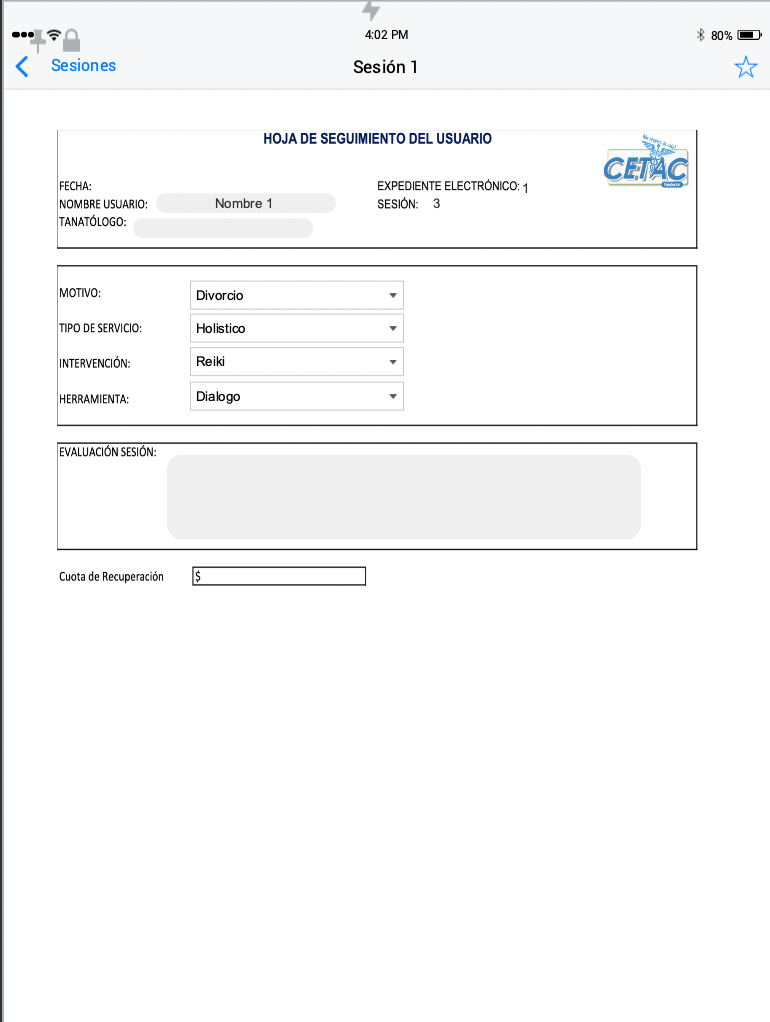 4:02 PM
80%
Sesiones
Sesión 1
HOJA DE SEGUIMIENTO DEL USUARIO
CETAC
FECHA:
EXPEDIENTE ELECTRÓNICO: 1
NOMBRE USUARIO: Nombre 1
SESIÓN: 3
TANATÓLOGO:
MOTIVO: Divorcio
TIPO DE SERVICIO: Holistico
INTERVENCIÓN: Reiki
HERRAMIENTA: Dialogo
EVALUACIÓN SESIÓN:
Cuota de Recuperación $